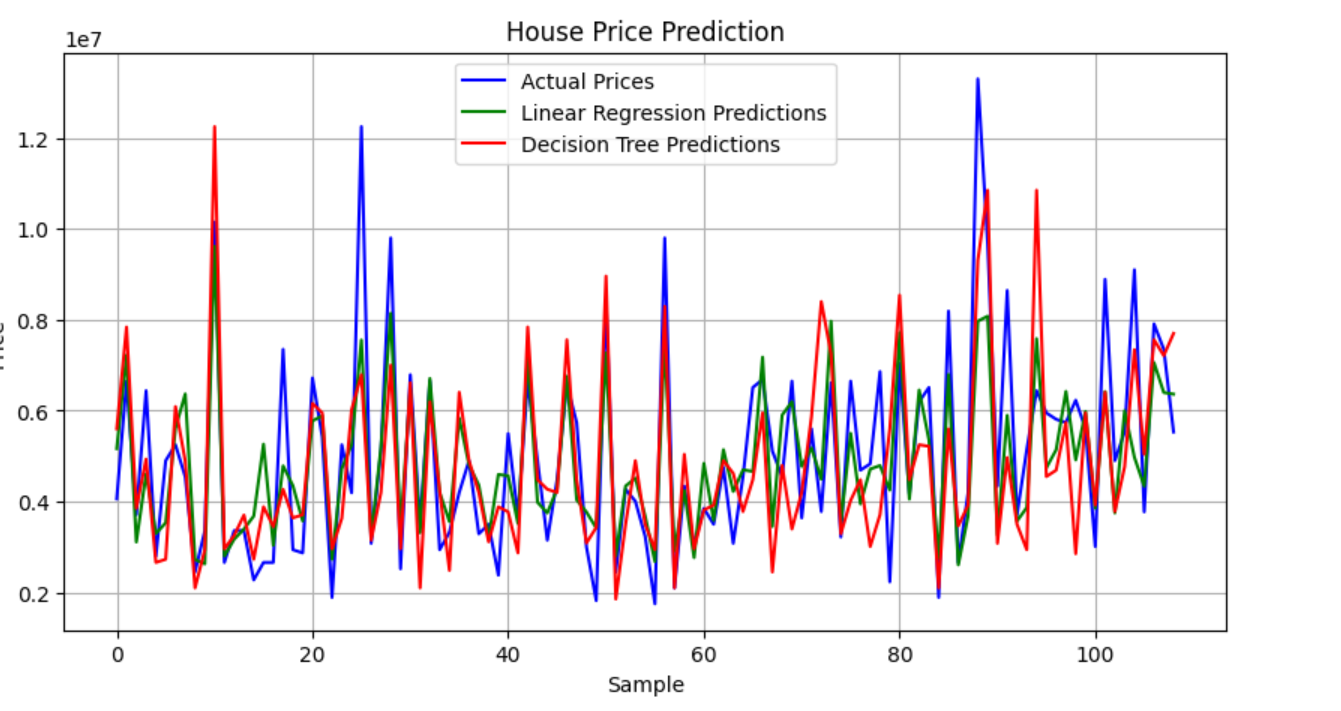 House Price Prediction
1e7
Actual Prices
Linear Regression Predictions
Decision Tree Predictions
1.2
1.0
0.8
0.6
0.4
0.2
0 20 40 60 80 100
Sample